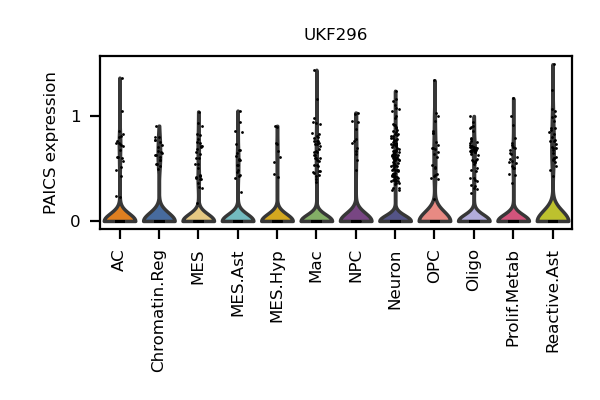 UKF296
PAICS expression
1
0
AC
Chromatin.Reg
MES
MES.Ast
MES.Hyp
Mac
NPC
Neuron
OPC
Oligo
Prolif.Metab
Reactive.Ast